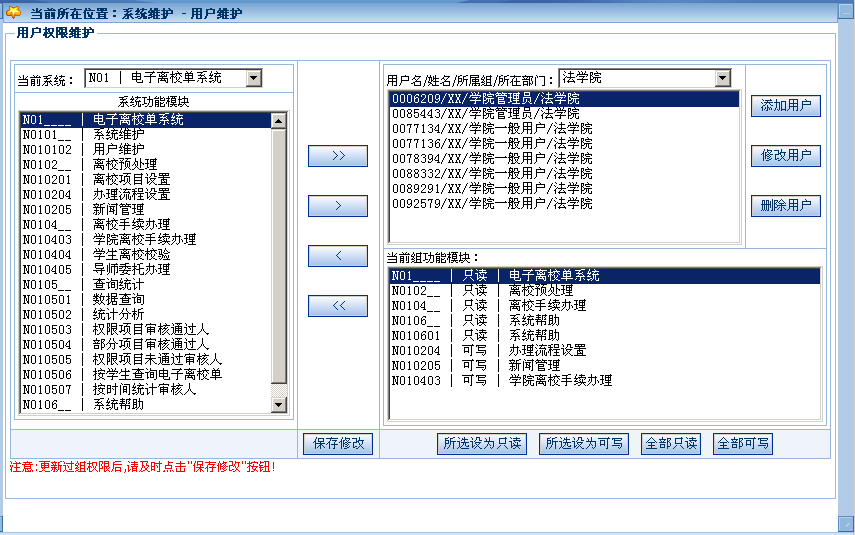 当前所在位置：系统维护 - 用户维护
用户权限维护
当前系统： N01 | 电子离校单系统
系统功能模块
N01____ | 电子离校单系统
N0101__ | 系统维护
N010102 | 用户维护
N0102__ | 离校预处理
N010201 | 离校项目设置
N010204 | 办理流程设置
N010205 | 新闻管理
N0104__ | 离校手续办理
N010403 | 学院离校手续办理
N010404 | 学生离校校验
N010405 | 导师委托办理
N0105__ | 查询统计
N010501 | 数据查询
N010502 | 统计分析
N010503 | 权限项目审核通过人
N010504 | 部分项目审核通过人
N010505 | 权限项目未通过审核人
N010506 | 按学生查询电子离校单
N010507 | 按时间统计审核人
N0106__ | 系统帮助
>>
>
<
<<
用户名/姓名/所属组/所在部门： 法学院
0006209/XX/学院管理员/法学院
0085443/XX/学院管理员/法学院
0077134/XX/学院一般用户/法学院
0077136/XX/学院一般用户/法学院
0078394/XX/学院一般用户/法学院
0088332/XX/学院一般用户/法学院
0089291/XX/学院一般用户/法学院
0092579/XX/学院一般用户/法学院
添加用户
修改用户
删除用户
当前组功能模块：
N01____ | 只读 | 电子离校单系统
N0102__ | 只读 | 离校预处理
N0104__ | 只读 | 离校手续办理
N0106__ | 只读 | 系统帮助
N010601 | 只读 | 系统帮助
N010204 | 可写 | 办理流程设置
N010205 | 可写 | 新闻管理
N010403 | 可写 | 学院离校手续办理
保存修改 所选设为只读 所选设为可写 全部只读 全部可写
注意:更新过组权限后,请及时点击"保存修改"按钮!